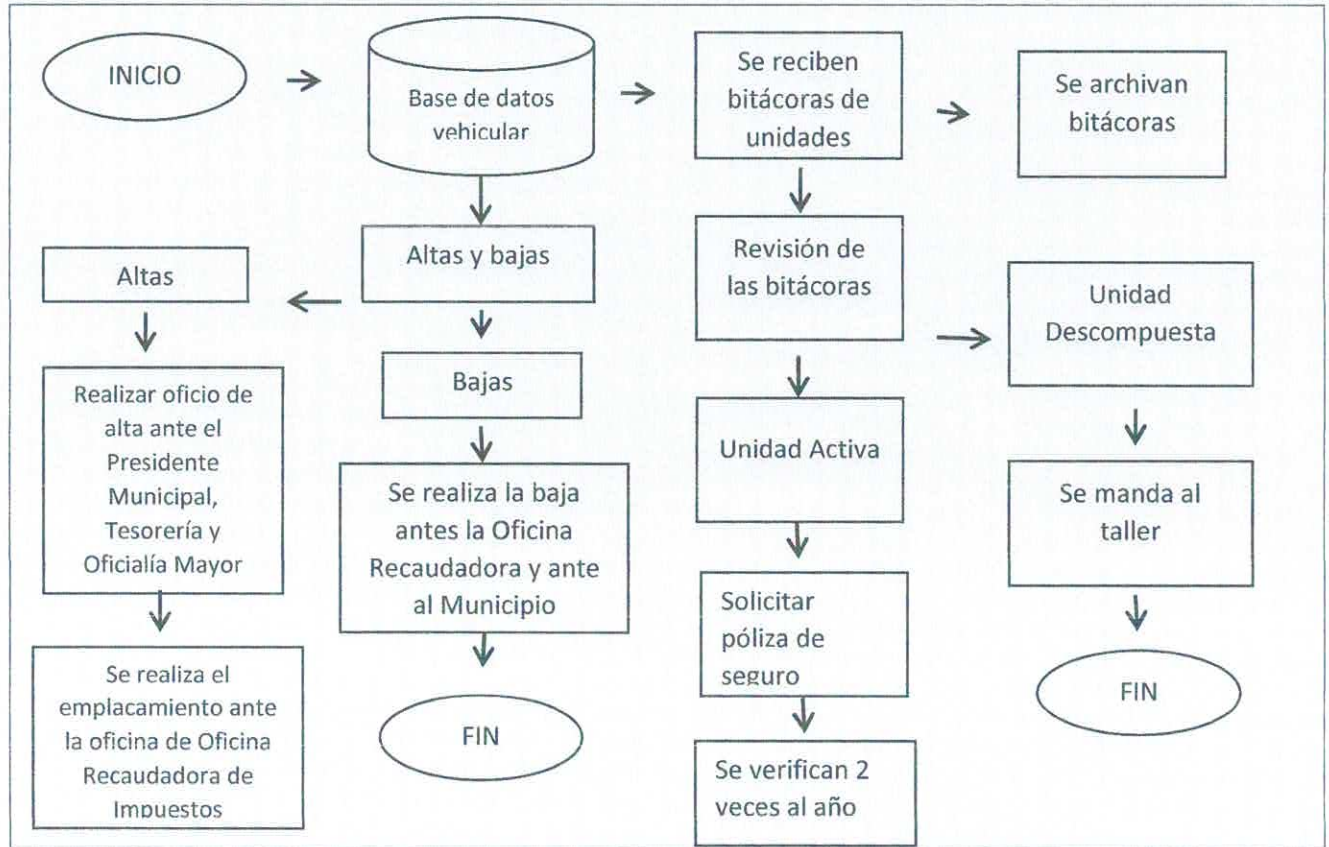 INICIO
Base de datos
vehicular
Se reciben
bitácoras de
unidades
Se archivan
bitácoras
Altas
Altas y bajas
Revisión de
las bitácoras
Unidad
Descompuesta
Realizar oficio de
alta ante el
Presidente
Municipal,
Tesorería y
Oficialía Mayor
Bajas
Unidad Activa
Se realiza la baja
antes la Oficina
Recaudadora y ante
al Municipio
Se manda al
taller
Solicitar
póliza de
seguro
Se realiza el
emplacamiento ante
la oficina de Oficina
Recaudadora de
Impuestos
FIN
Se verifican 2
veces al año
FIN